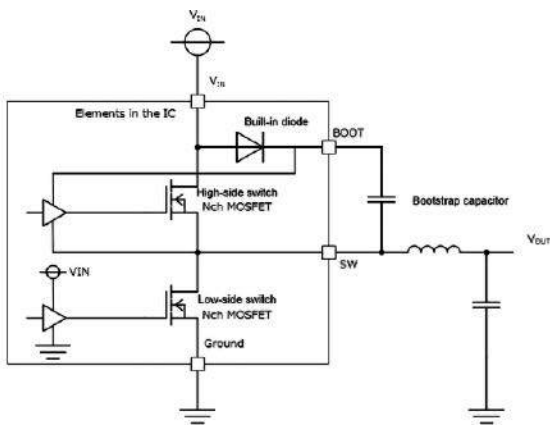 VIN
VIN
Elements in the IC
Built-in diode
BOOT
High-side switch
Nch MOSFET
Bootstrap capacitor
VOUT
SW
VIN
Low-side switch
Nch MOSFET
Ground